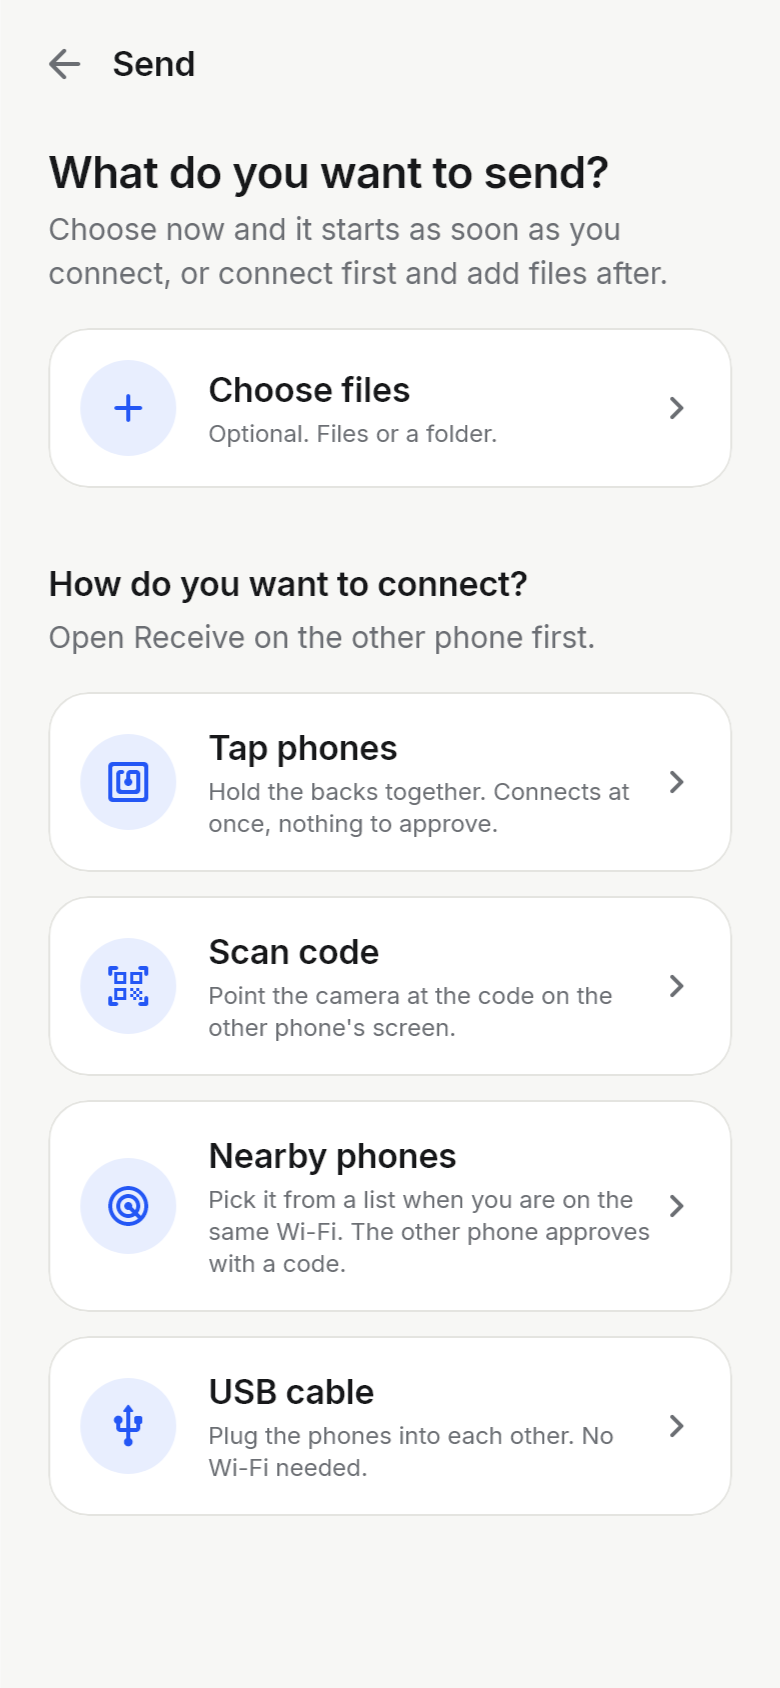 Send
What do you want to send?
Choose now and it starts as soon as you
connect, or connect first and add files after.
Choose files
Optional. Files or a folder.
How do you want to connect?
Open Receive on the other phone first.
Tap phones
Hold the backs together. Connects at
once, nothing to approve.
Scan code
Point the camera at the code on the
other phone's screen.
Nearby phones
Pick it from a list when you are on the
same Wi-Fi. The other phone approves
with a code.
USB cable
Plug the phones into each other. No
Wi-Fi needed.